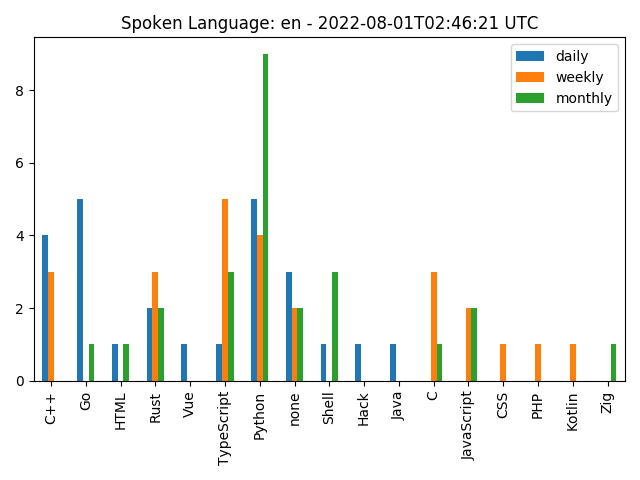 Spoken Language: en - 2022-08-01T02:46:21 UTC
daily
weekly
monthly
8
6
4
2
0
C++
Go
HTML
Rust
Vue
TypeScript
Python
none
Shell
Hack
Java
C
JavaScript
CSS
PHP
Kotlin
Zig